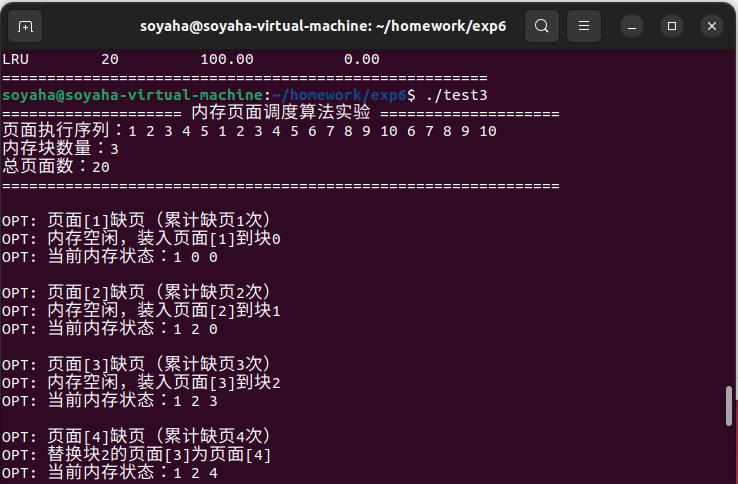 soyaha@soyaha-virtual-machine: ~/homework/exp6
LRU 20 100.00 0.00
======================================================
soyaha@soyaha-virtual-machine:~/homework/exp6$ ./test3
==================== 内存页面调度算法实验 ====================
页面执行序列：1 2 3 4 5 1 2 3 4 5 6 7 8 9 10 6 7 8 9 10
内存块数量：3
总页面数：20
==============================================================
OPT: 页面[1]缺页（累计缺页1次）
OPT: 内存空闲，装入页面[1]到块0
OPT: 当前内存状态：1 0 0
OPT: 页面[2]缺页（累计缺页2次）
OPT: 内存空闲，装入页面[2]到块1
OPT: 当前内存状态：1 2 0
OPT: 页面[3]缺页（累计缺页3次）
OPT: 内存空闲，装入页面[3]到块2
OPT: 当前内存状态：1 2 3
OPT: 页面[4]缺页（累计缺页4次）
OPT: 替换块2的页面[3]为页面[4]
OPT: 当前内存状态：1 2 4